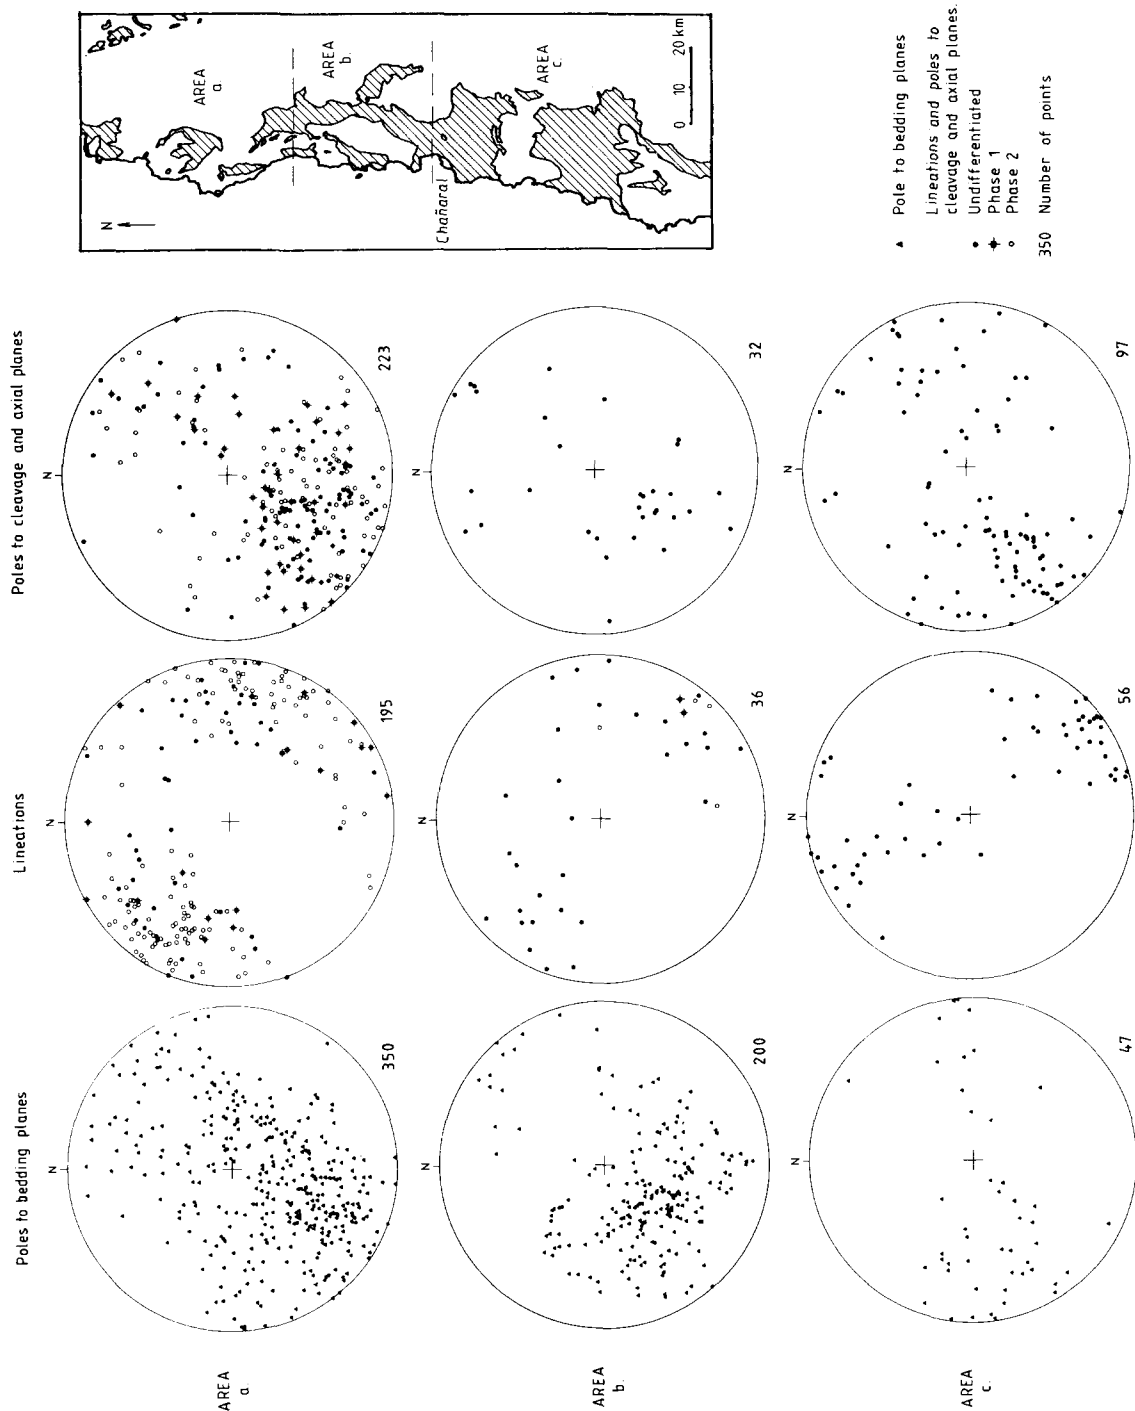 Poles to bedding planes
Lineations
Poles to cleavage and axial planes
AREA
a.
N
350
N
195
N
223
AREA
b.
N
200
N
36
N
32
AREA
c.
N
47
N
56
N
97
N
AREA
a.
AREA
b.
AREA
c.
Chañaral
0 10 20km
Pole to bedding planes
Lineations and poles to
cleavage and axial planes.
Undifferentiated
Phase 1
Phase 2
350 Number of points